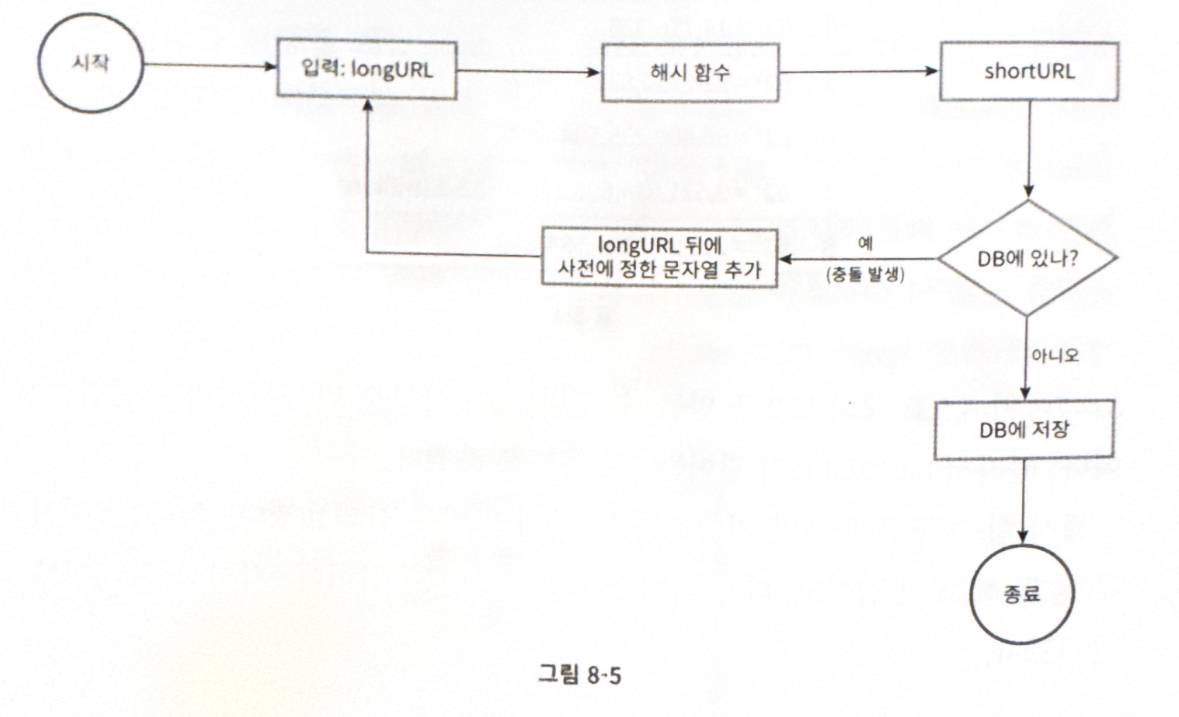 시작
입력: longURL
해시 함수
shortURL
longURL 뒤에
사전에 정한 문자열 추가
예
(충돌 발생)
DB에 있나?
아니오
DB에 저장
종료
그림 8-5